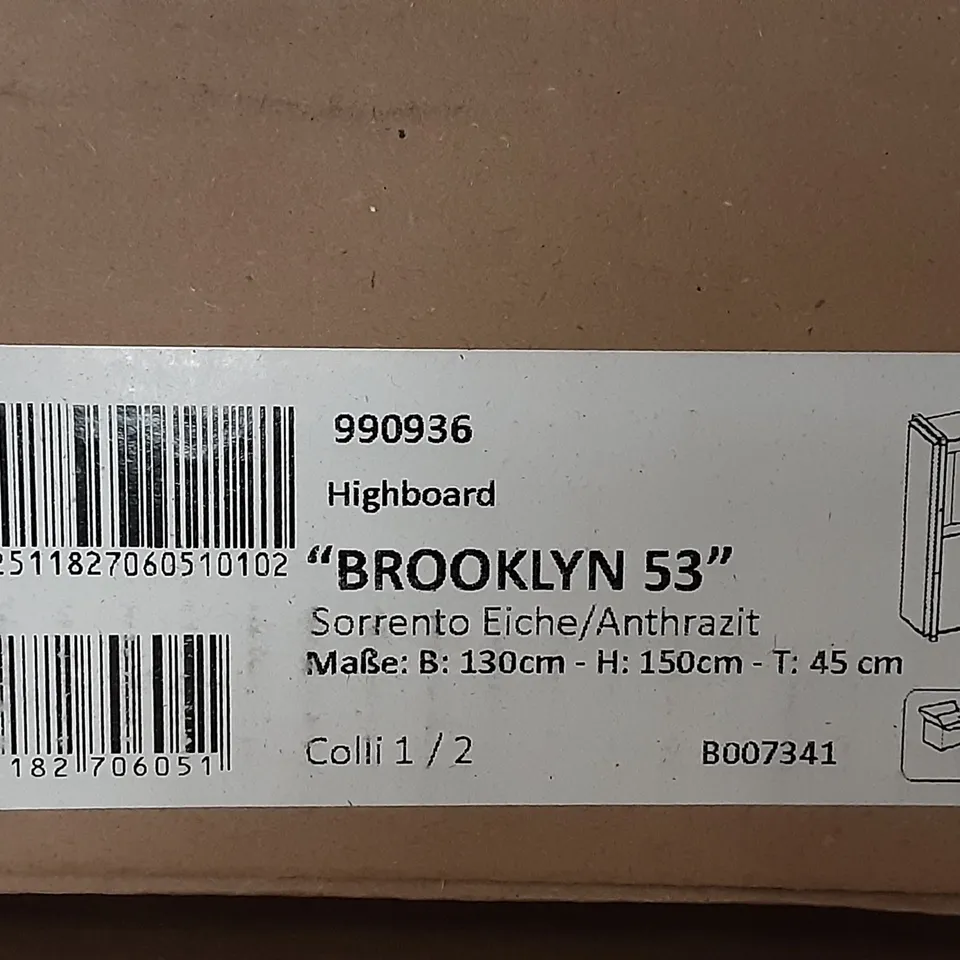 990936
Highboard
2511827060510102
“BROOKLYN 53”
Sorrento Eiche/Anthrazit
Maße: B: 130cm - H: 150cm - T: 45 cm
182 706051
Colli 1 / 2
B007341